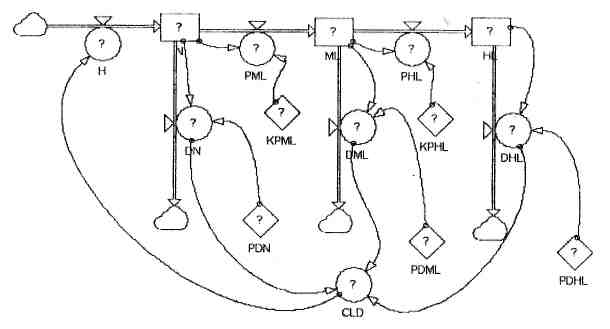 ? ? ?
? ? ?
N ML HL
H PML PHL
? ?
KPML KPHL
? ? ?
DN DML DHL
? ? ?
PDN PDML PDHL
?
CLD